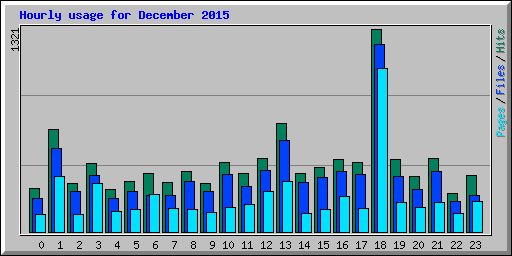 Hourly usage for December 2015
1321
Pages/Files/Hits
0 1 2 3 4 5 6 7 8 9 10 11 12 13 14 15 16 17 18 19 20 21 22 23